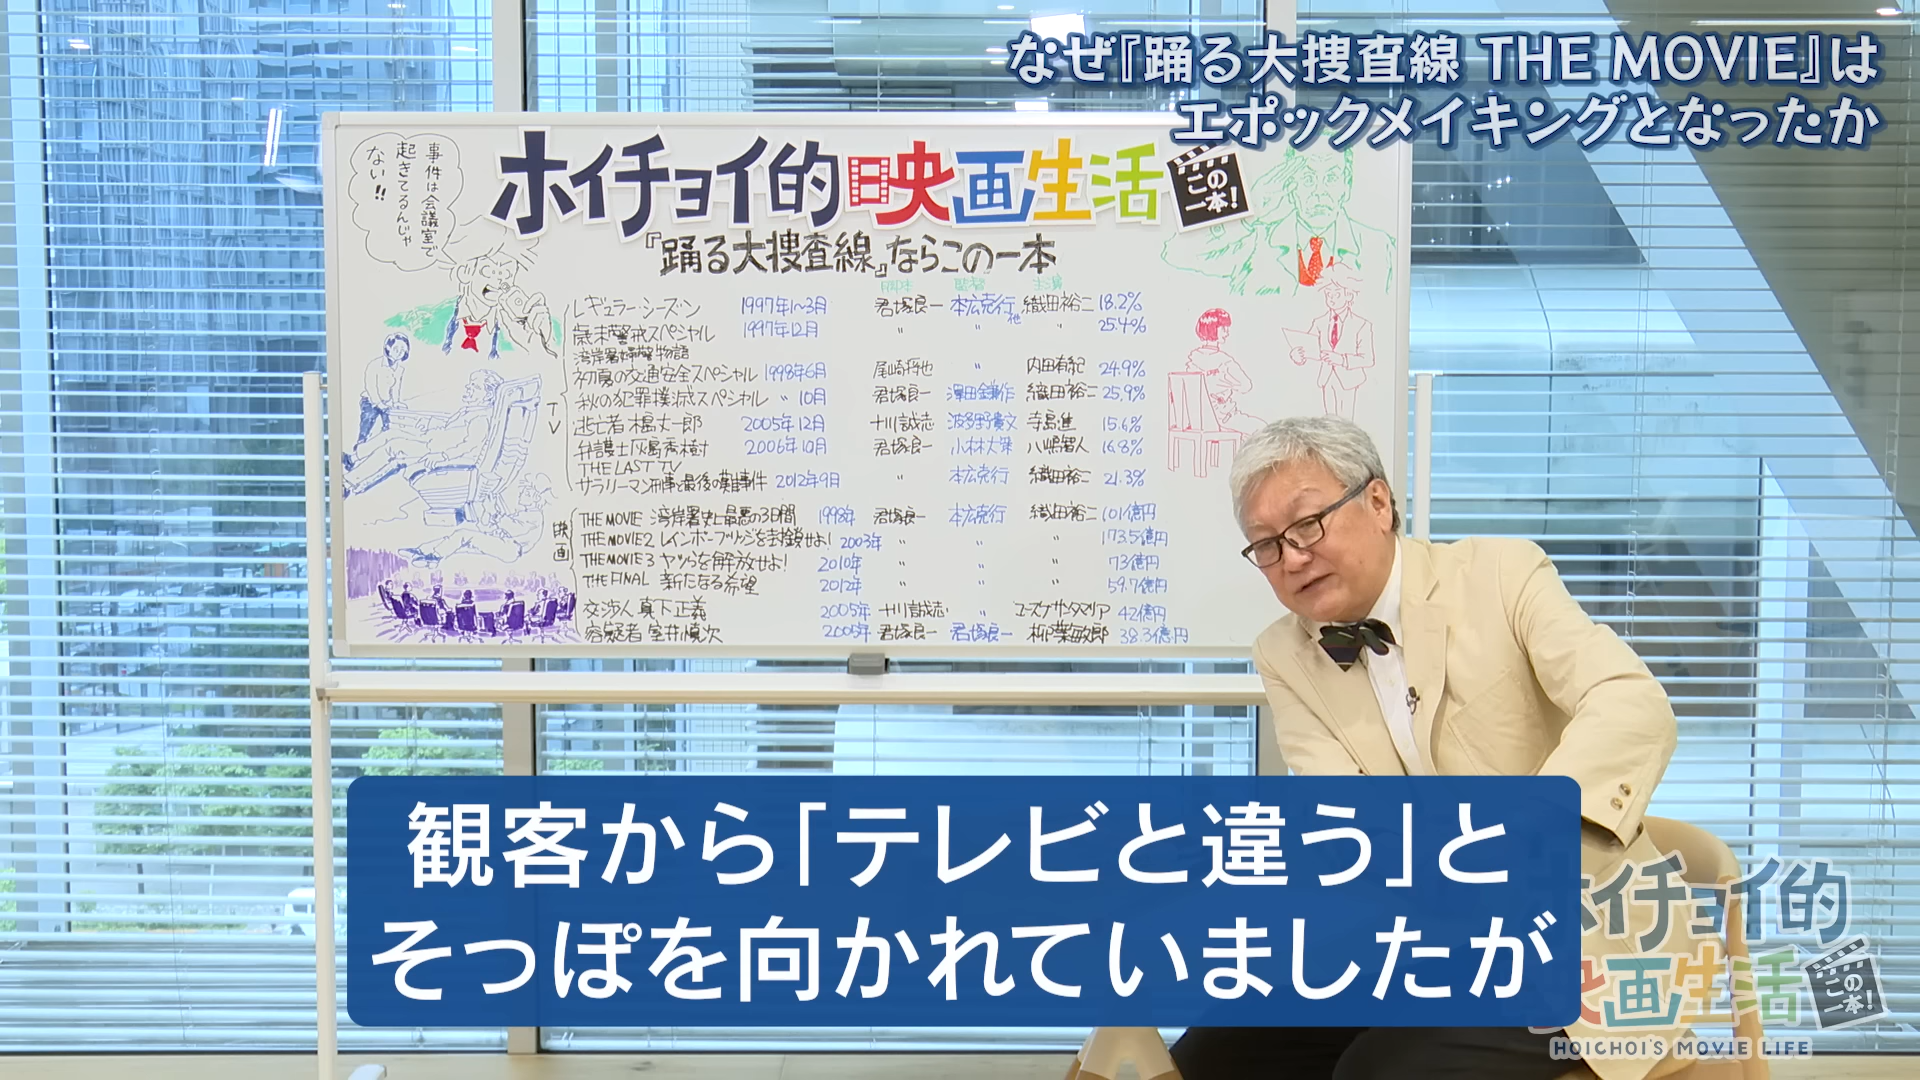 なぜ『踊る大捜査線 THE MOVIE』は
エポックメイキングとなったか
事件は会議室で
起きてるんじゃ
ない!!
ホイチョイ的映画生活 この一本!
『踊る大捜査線』ならこの一本
脚本 監督 主演
レギュラーシーズン 1997年1〜3月 君塚良一 本広克行 他 織田裕二 18.2%
歳末警戒スペシャル 1997年12月 〃 〃 〃 25.4%
湾岸署婦警物語
初夏の交通安全スペシャル 1998年6月 尾崎将也 〃 内田有紀 24.9%
秋の犯罪撲滅スペシャル 〃 10月 君塚良一 澤田鎌作 織田裕二 25.9%
逃亡者 木島丈一郎 2005年12月 十川誠志 波多野貴文 寺島進 15.6%
弁護士 灰島秀樹 2006年10月 君塚良一 小林大策 八嶋智人 16.8%
THE LAST TV
サラリーマン刑事と最後の難事件 2012年9月 〃 本広克行 織田裕二 21.3%
TV
THE MOVIE 湾岸署史上最悪の3日間 1998年 君塚良一 本広克行 織田裕二 101億円
THE MOVIE2 レインボーブリッジを封鎖せよ! 2003年 〃 〃 〃 173.5億円
THE MOVIE3 ヤツらを解放せよ! 2010年 〃 〃 〃 73億円
THE FINAL 新たなる希望 2012年 〃 〃 〃 59.7億円
交渉人 真下正義 2005年 十川誠志 〃 ユースケサンタマリア 42億円
容疑者 室井慎次 2005年 君塚良一 君塚良一 柳葉敏郎 38.3億円
映画
観客から「テレビと違う」と
そっぽを向かれていましたが
ホイチョイ的
映画生活 この一本!
HOICHOI'S MOVIE LIFE